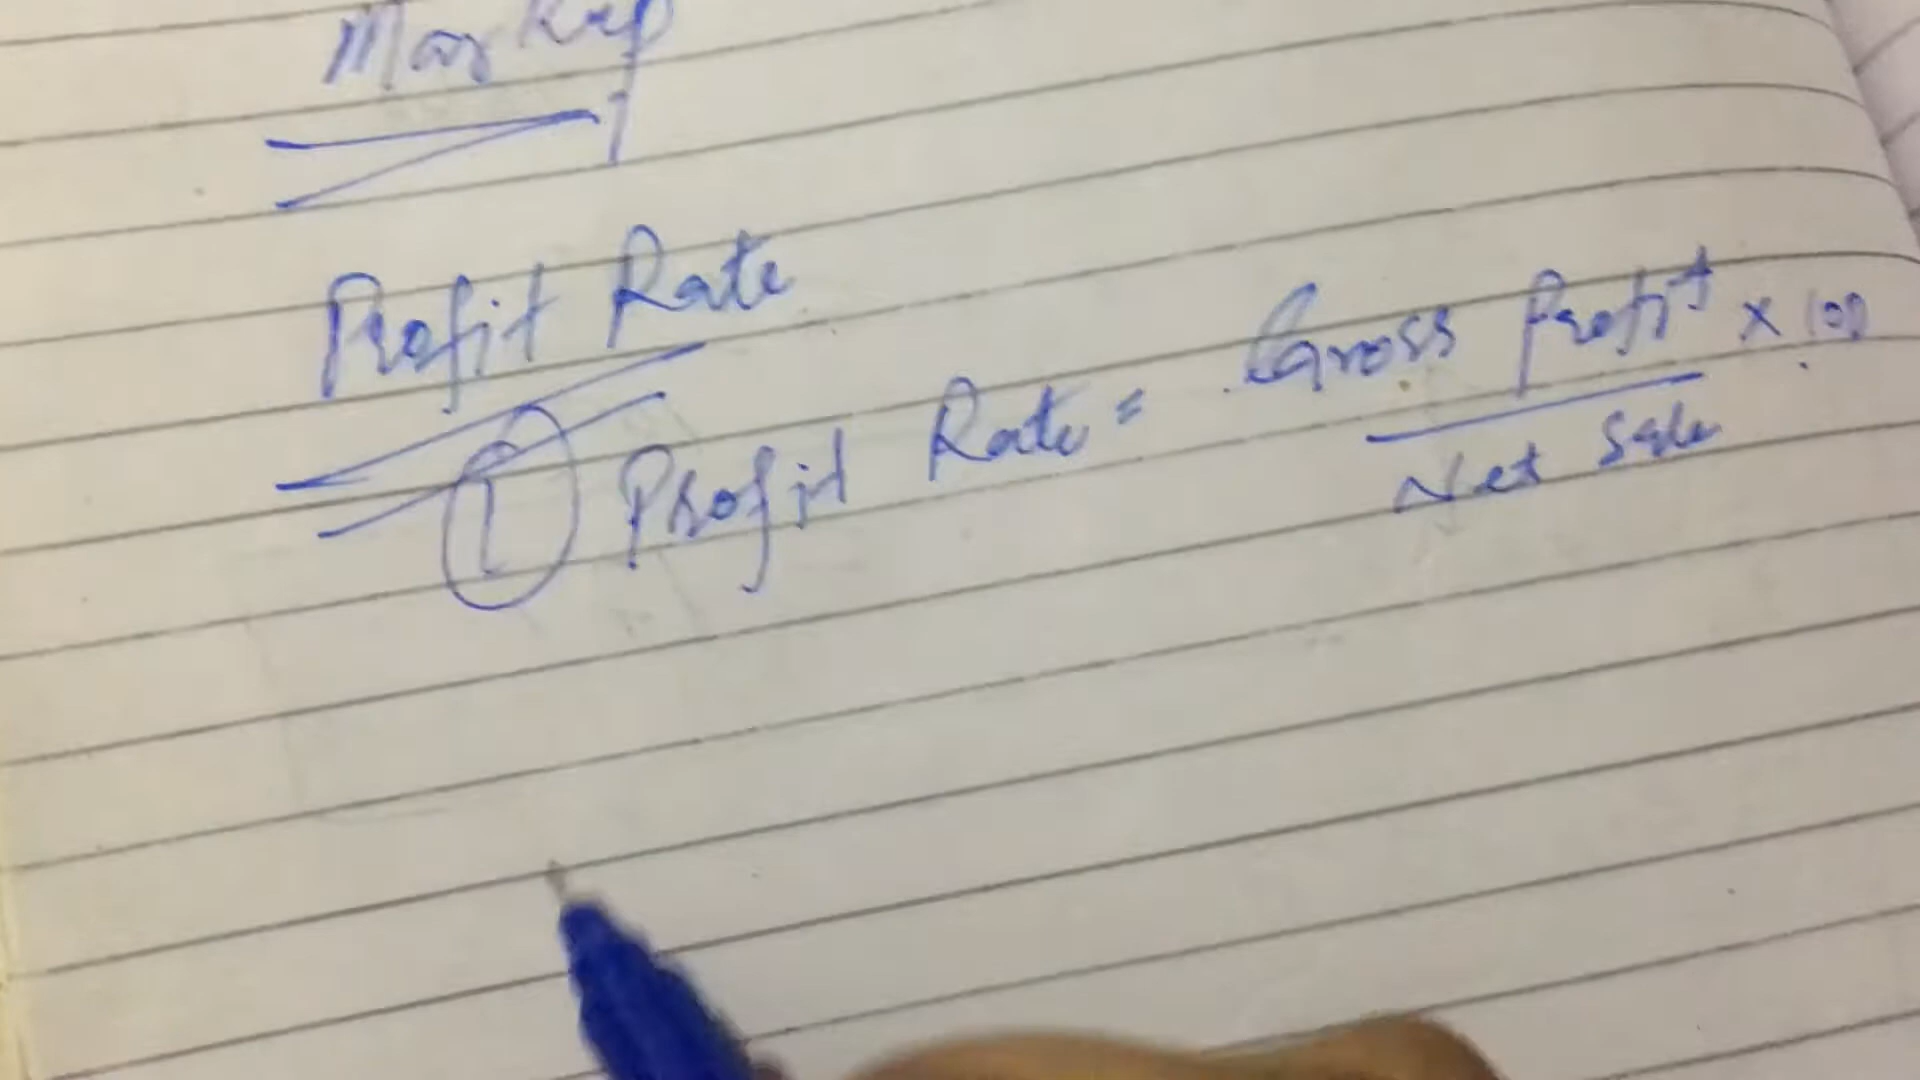 Markup
Profit Rate
① Profit Rate = Gross Profit × 100
Net Sale